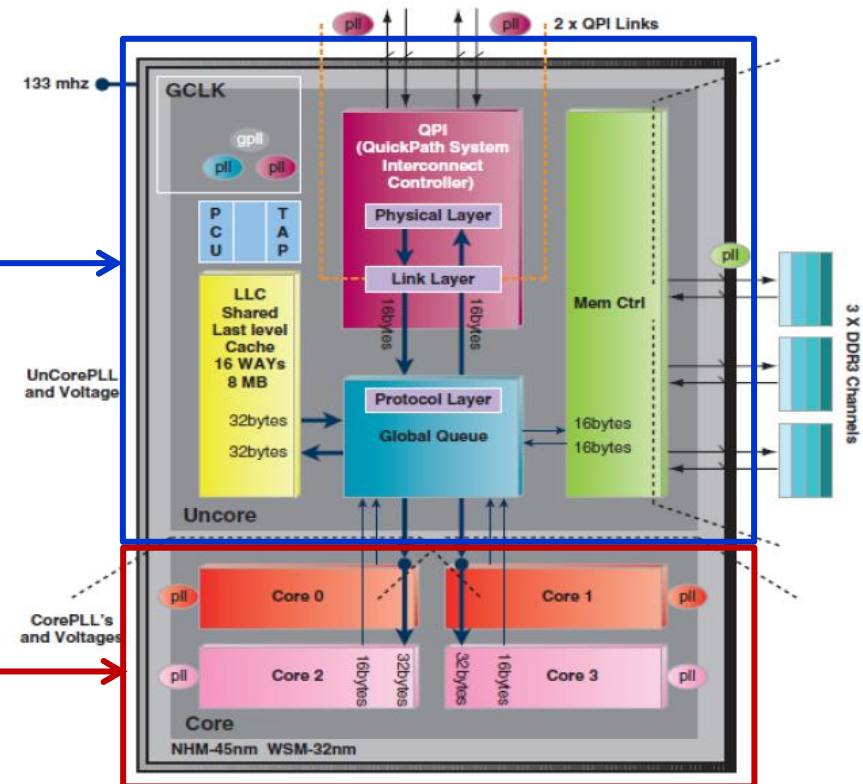 pll
pll
2 x QPI Links
133 mhz
GCLK
gpll
pll
pll
QPI
(QuickPath System
Interconnect
Controller)
Physical Layer
Link Layer
16bytes
16bytes
P
C
U
T
A
P
LLC
Shared
Last level
Cache
16 WAYs
8 MB
32bytes
32bytes
Protocol Layer
Global Queue
Mem Ctrl
16bytes
16bytes
pll
3 X DDR3 Channels
UnCorePLL
and Voltage
Uncore
pll
Core 0
Core 1
pll
CorePLL's
and Voltages
pll
Core 2
16bytes
32bytes
32bytes
16bytes
Core 3
pll
Core
NHM-45nm WSM-32nm